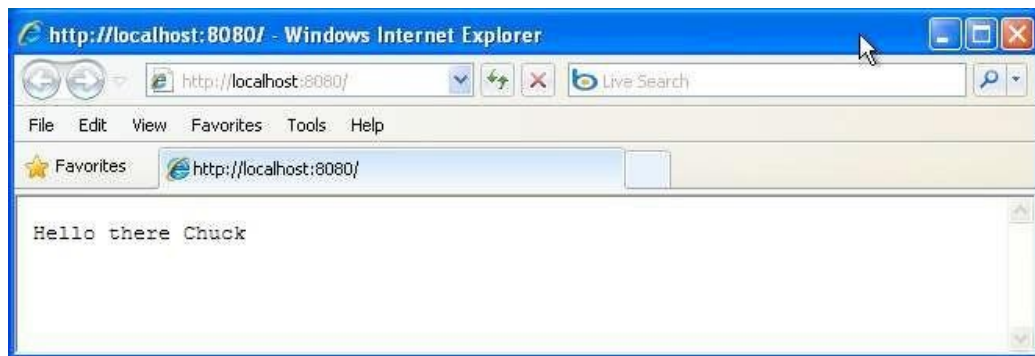 http://localhost:8080/ - Windows Internet Explorer
http://localhost:8080/ Live Search
File Edit View Favorites Tools Help
Favorites http://localhost:8080/
Hello there Chuck